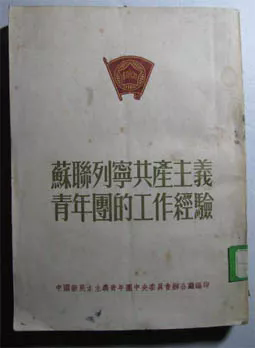 蘇聯列寧共產主義
青年團的工作經驗
中國新民主主義青年團中央委員會辦公廳編印